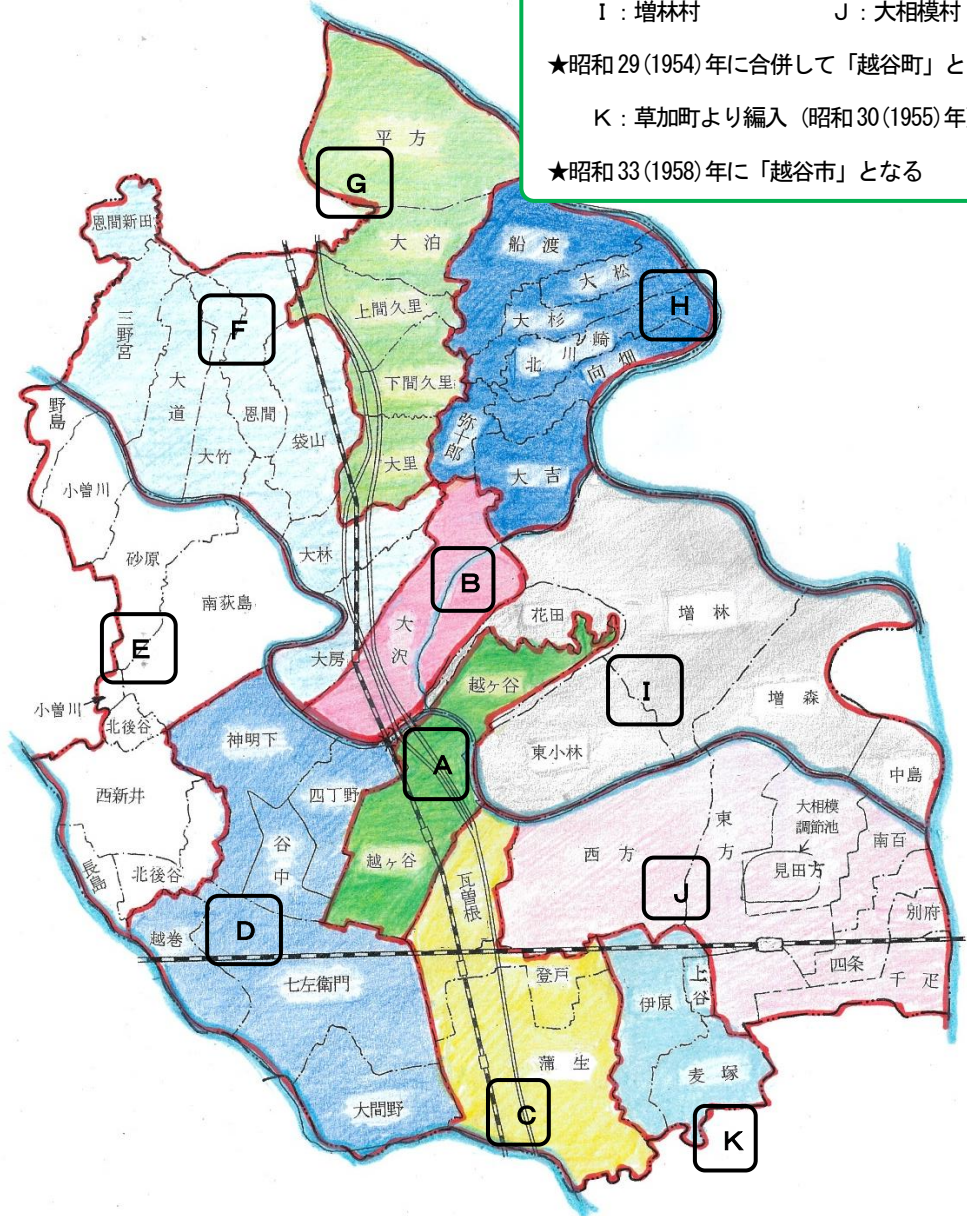 I：増林村　J：大相模村
★昭和29(1954)年に合併して「越谷町」と
K：草加町より編入（昭和30(1955)年
★昭和33(1958)年に「越谷市」となる
平方
G
恩間新田
大泊
船渡
大松
H
上間久里
F
大杉
三野宮
北川崎
向畑
大道
下間久里
野島
恩間
袋山
弥十郎
大竹
大里
大吉
小曽川
砂原
大林
B
南荻島
花田
増林
大沢
E
大房
越ヶ谷
I
増森
小曽川
北後谷
神明下
東小林
A
中島
西新井
四丁野
大相模
調節池
谷中
東方
南百
越ヶ谷
西方
見田方
長島
北後谷
瓦曽根
J
別府
越巻
D
四条
千疋
七左衛門
登戸
上谷
伊原
蒲生
麦塚
大間野
C
K